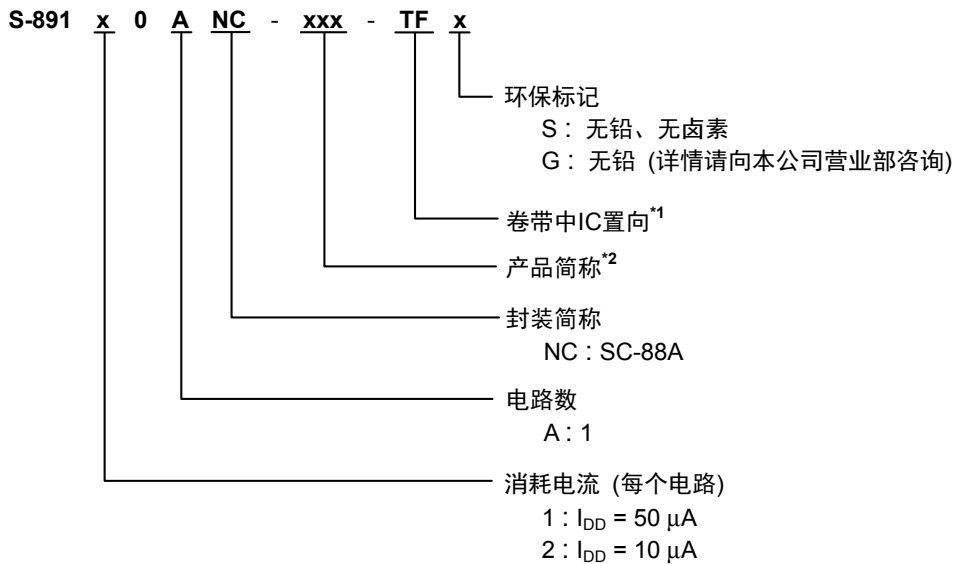 S-891 x 0 A NC - xxx - TF x
环保标记
S : 无铅、无卤素
G : 无铅 (详情请向本公司营业部咨询)
卷带中IC置向*1
产品简称*2
封装简称
NC : SC-88A
电路数
A : 1
消耗电流 (每个电路)
1 : IDD = 50 μA
2 : IDD = 10 μA